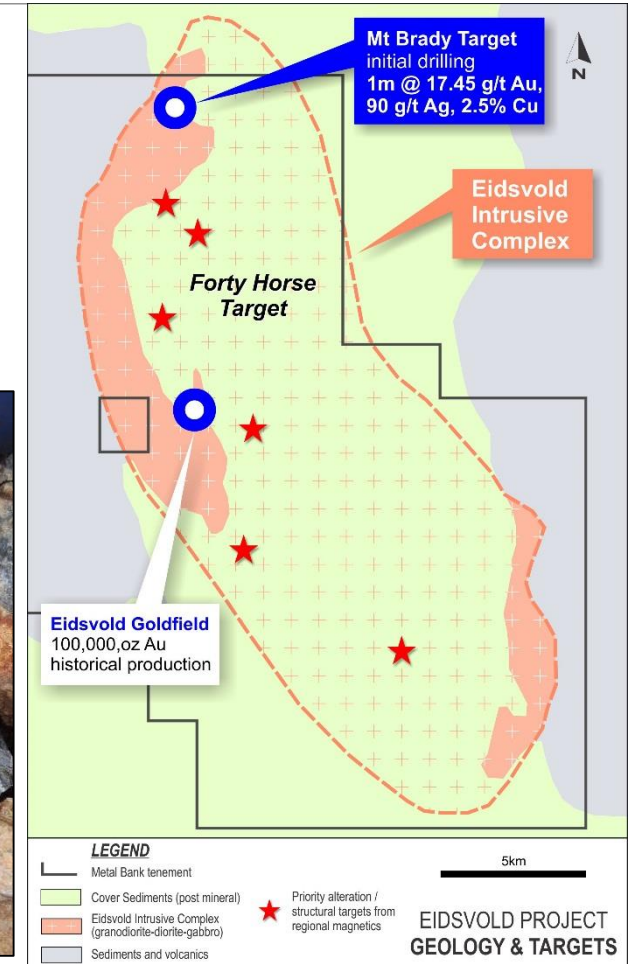 Mt Brady Target
initial drilling
1m @ 17.45 g/t Au,
90 g/t Ag, 2.5% Cu
N
Eidsvold
Intrusive
Complex
Forty Horse
Target
Eidsvold Goldfield
100,000,oz Au
historical production
LEGEND
Metal Bank tenement
Cover Sediments (post mineral)
Eidsvold Intrusive Complex
(granodiorite-diorite-gabbro)
Sediments and volcanics
Priority alteration /
structural targets from
regional magnetics
5km
EIDSVOLD PROJECT
GEOLOGY & TARGETS